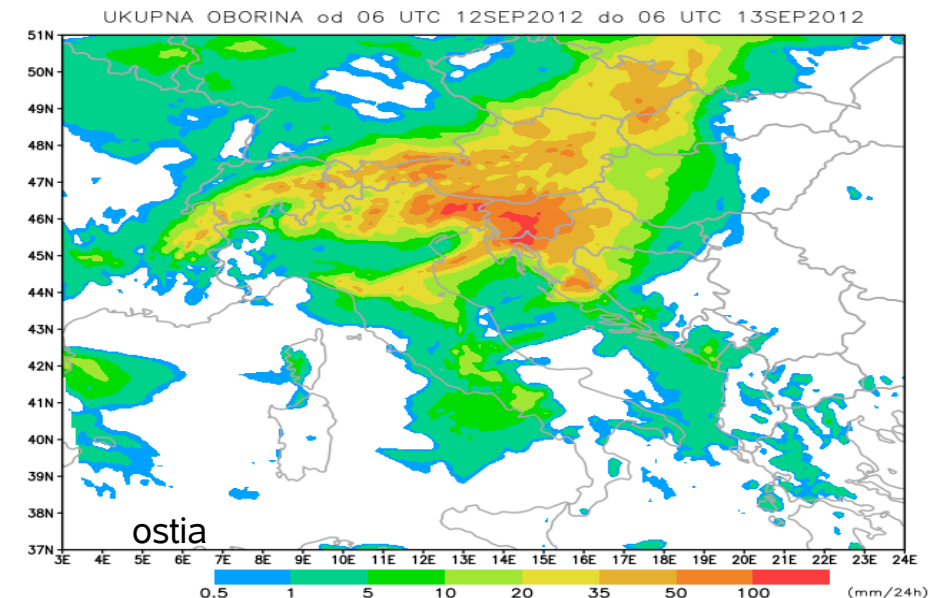 UKUPNA OBORINA od 06 UTC 12SEP2012 do 06 UTC 13SEP2012
51N
50N
49N
48N
47N
46N
45N
44N
43N
42N
41N
40N
39N
38N
37N
ostia
3E 4E 5E 6E 7E 8E 9E 10E 11E 12E 13E 14E 15E 16E 17E 18E 19E 20E 21E 22E 23E 24E
0.5 1 5 10 20 35 50 100 (mm/24h)